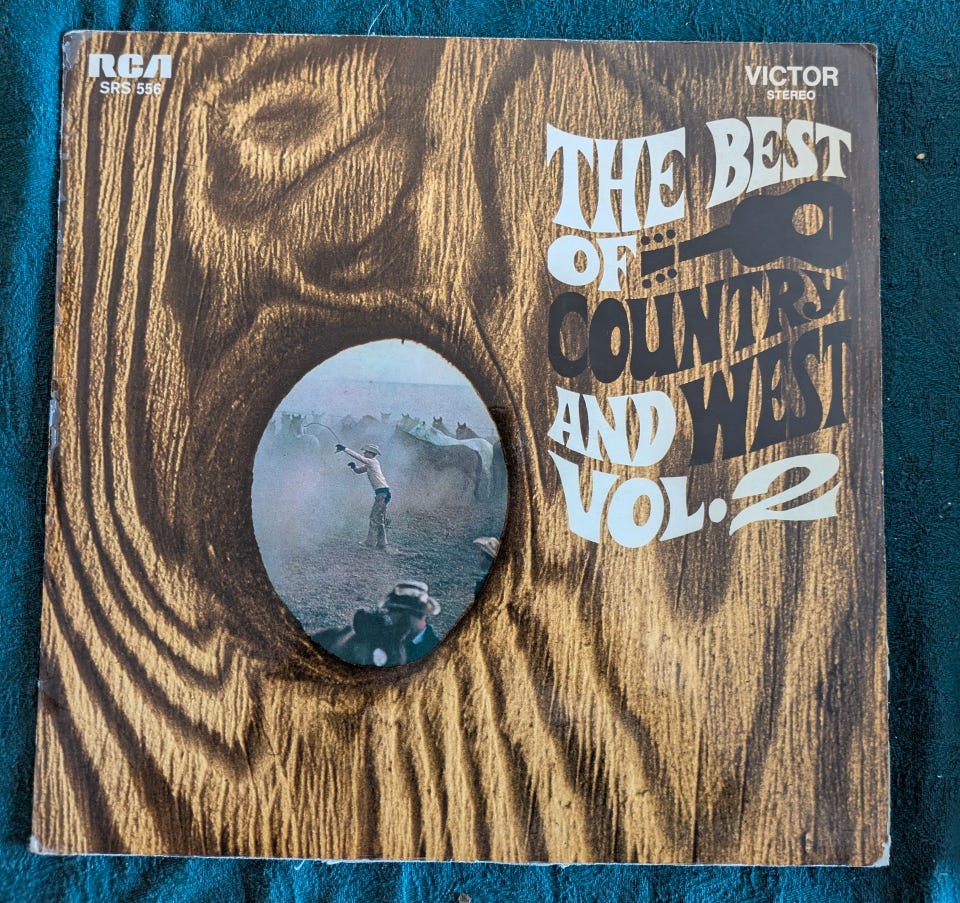 RCA
SRS 556
VICTOR
STEREO
THE BEST
OF
COUNTRY
AND WEST
VOL.2